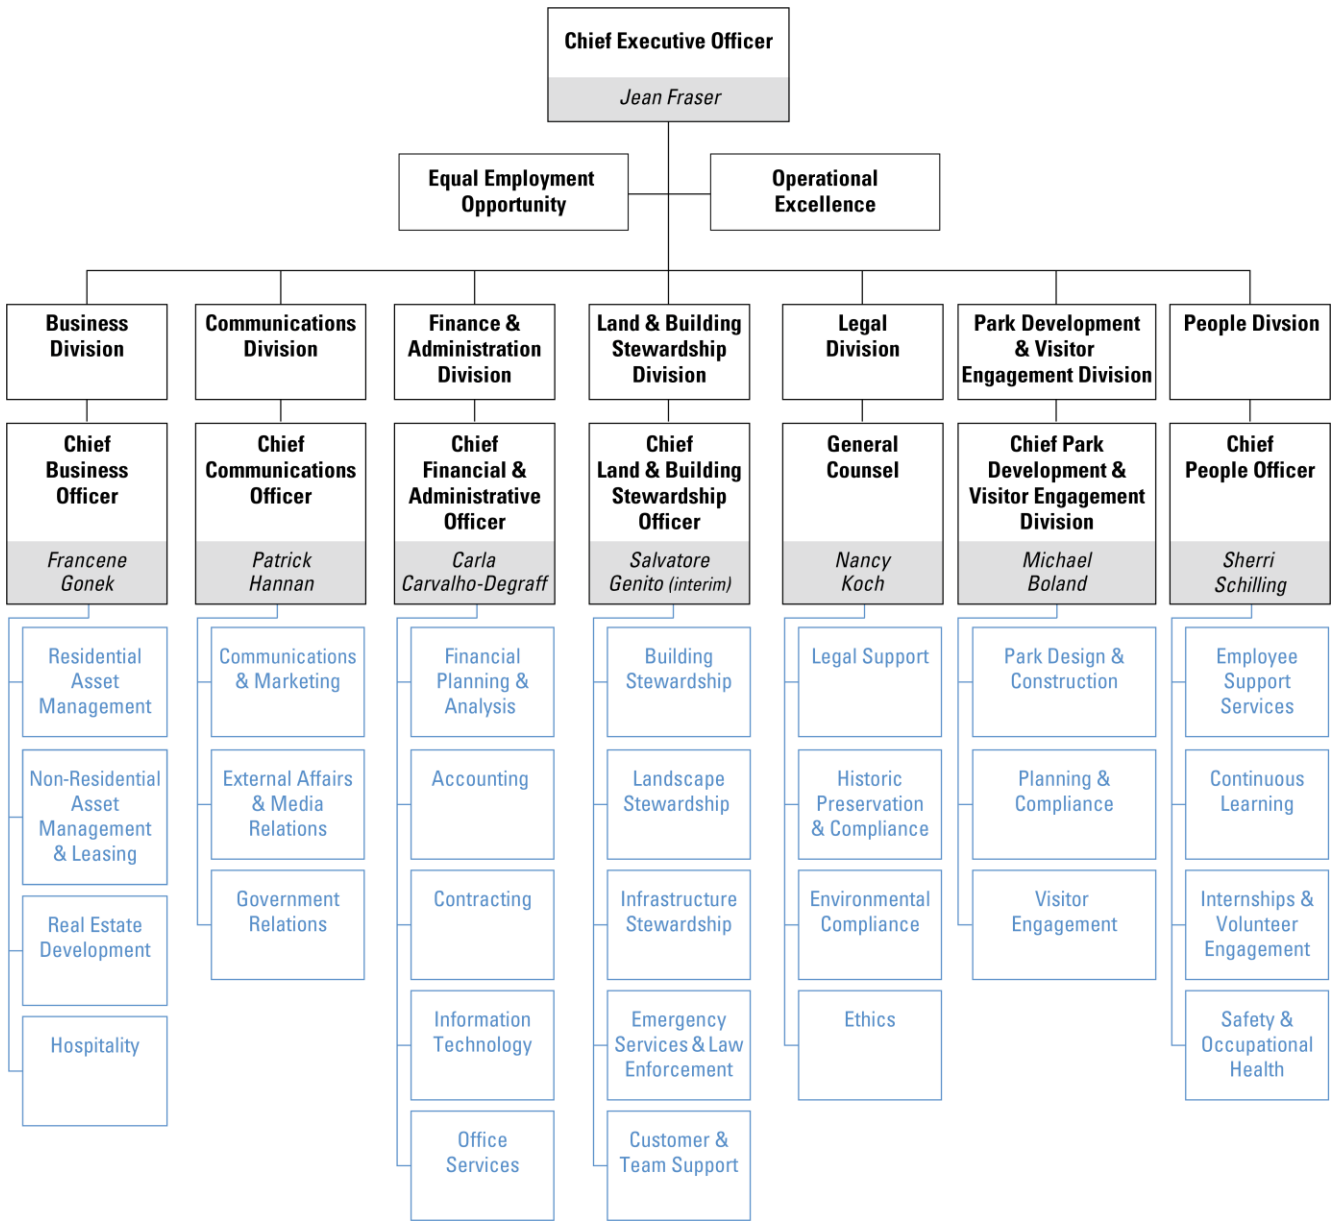 Chief Executive Officer
Jean Fraser
Equal Employment
Opportunity
Operational
Excellence
Business
Division
Communications
Division
Finance &
Administration
Division
Land & Building
Stewardship
Division
Legal
Division
Park Development
& Visitor
Engagement Division
People Divsion
Chief
Business
Officer
Francene
Gonek
Chief
Communications
Officer
Patrick
Hannan
Chief
Financial &
Administrative
Officer
Carla
Carvalho-Degraff
Chief
Land & Building
Stewardship
Officer
Salvatore
Genito (interim)
General
Counsel
Nancy
Koch
Chief Park
Development &
Visitor Engagement
Division
Michael
Boland
Chief
People Officer
Sherri
Schilling
Residential
Asset
Management
Non-Residential
Asset
Management
& Leasing
Real Estate
Development
Hospitality
Communications
& Marketing
External Affairs
& Media
Relations
Government
Relations
Financial
Planning &
Analysis
Accounting
Contracting
Information
Technology
Office
Services
Building
Stewardship
Landscape
Stewardship
Infrastructure
Stewardship
Emergency
Services & Law
Enforcement
Customer &
Team Support
Legal Support
Historic
Preservation
& Compliance
Environmental
Compliance
Ethics
Park Design &
Construction
Planning &
Compliance
Visitor
Engagement
Employee
Support
Services
Continuous
Learning
Internships &
Volunteer
Engagement
Safety &
Occupational
Health